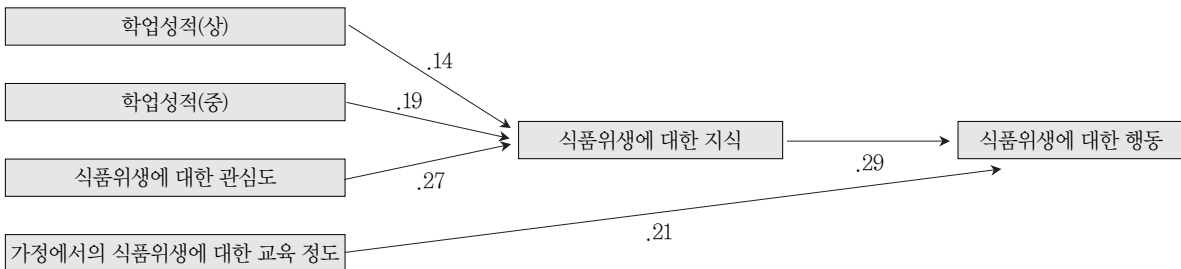 학업성적(상)
.14
학업성적(중)
.19
식품위생에 대한 지식
식품위생에 대한 행동
식품위생에 대한 관심도
.27
.29
.21
가정에서의 식품위생에 대한 교육 정도